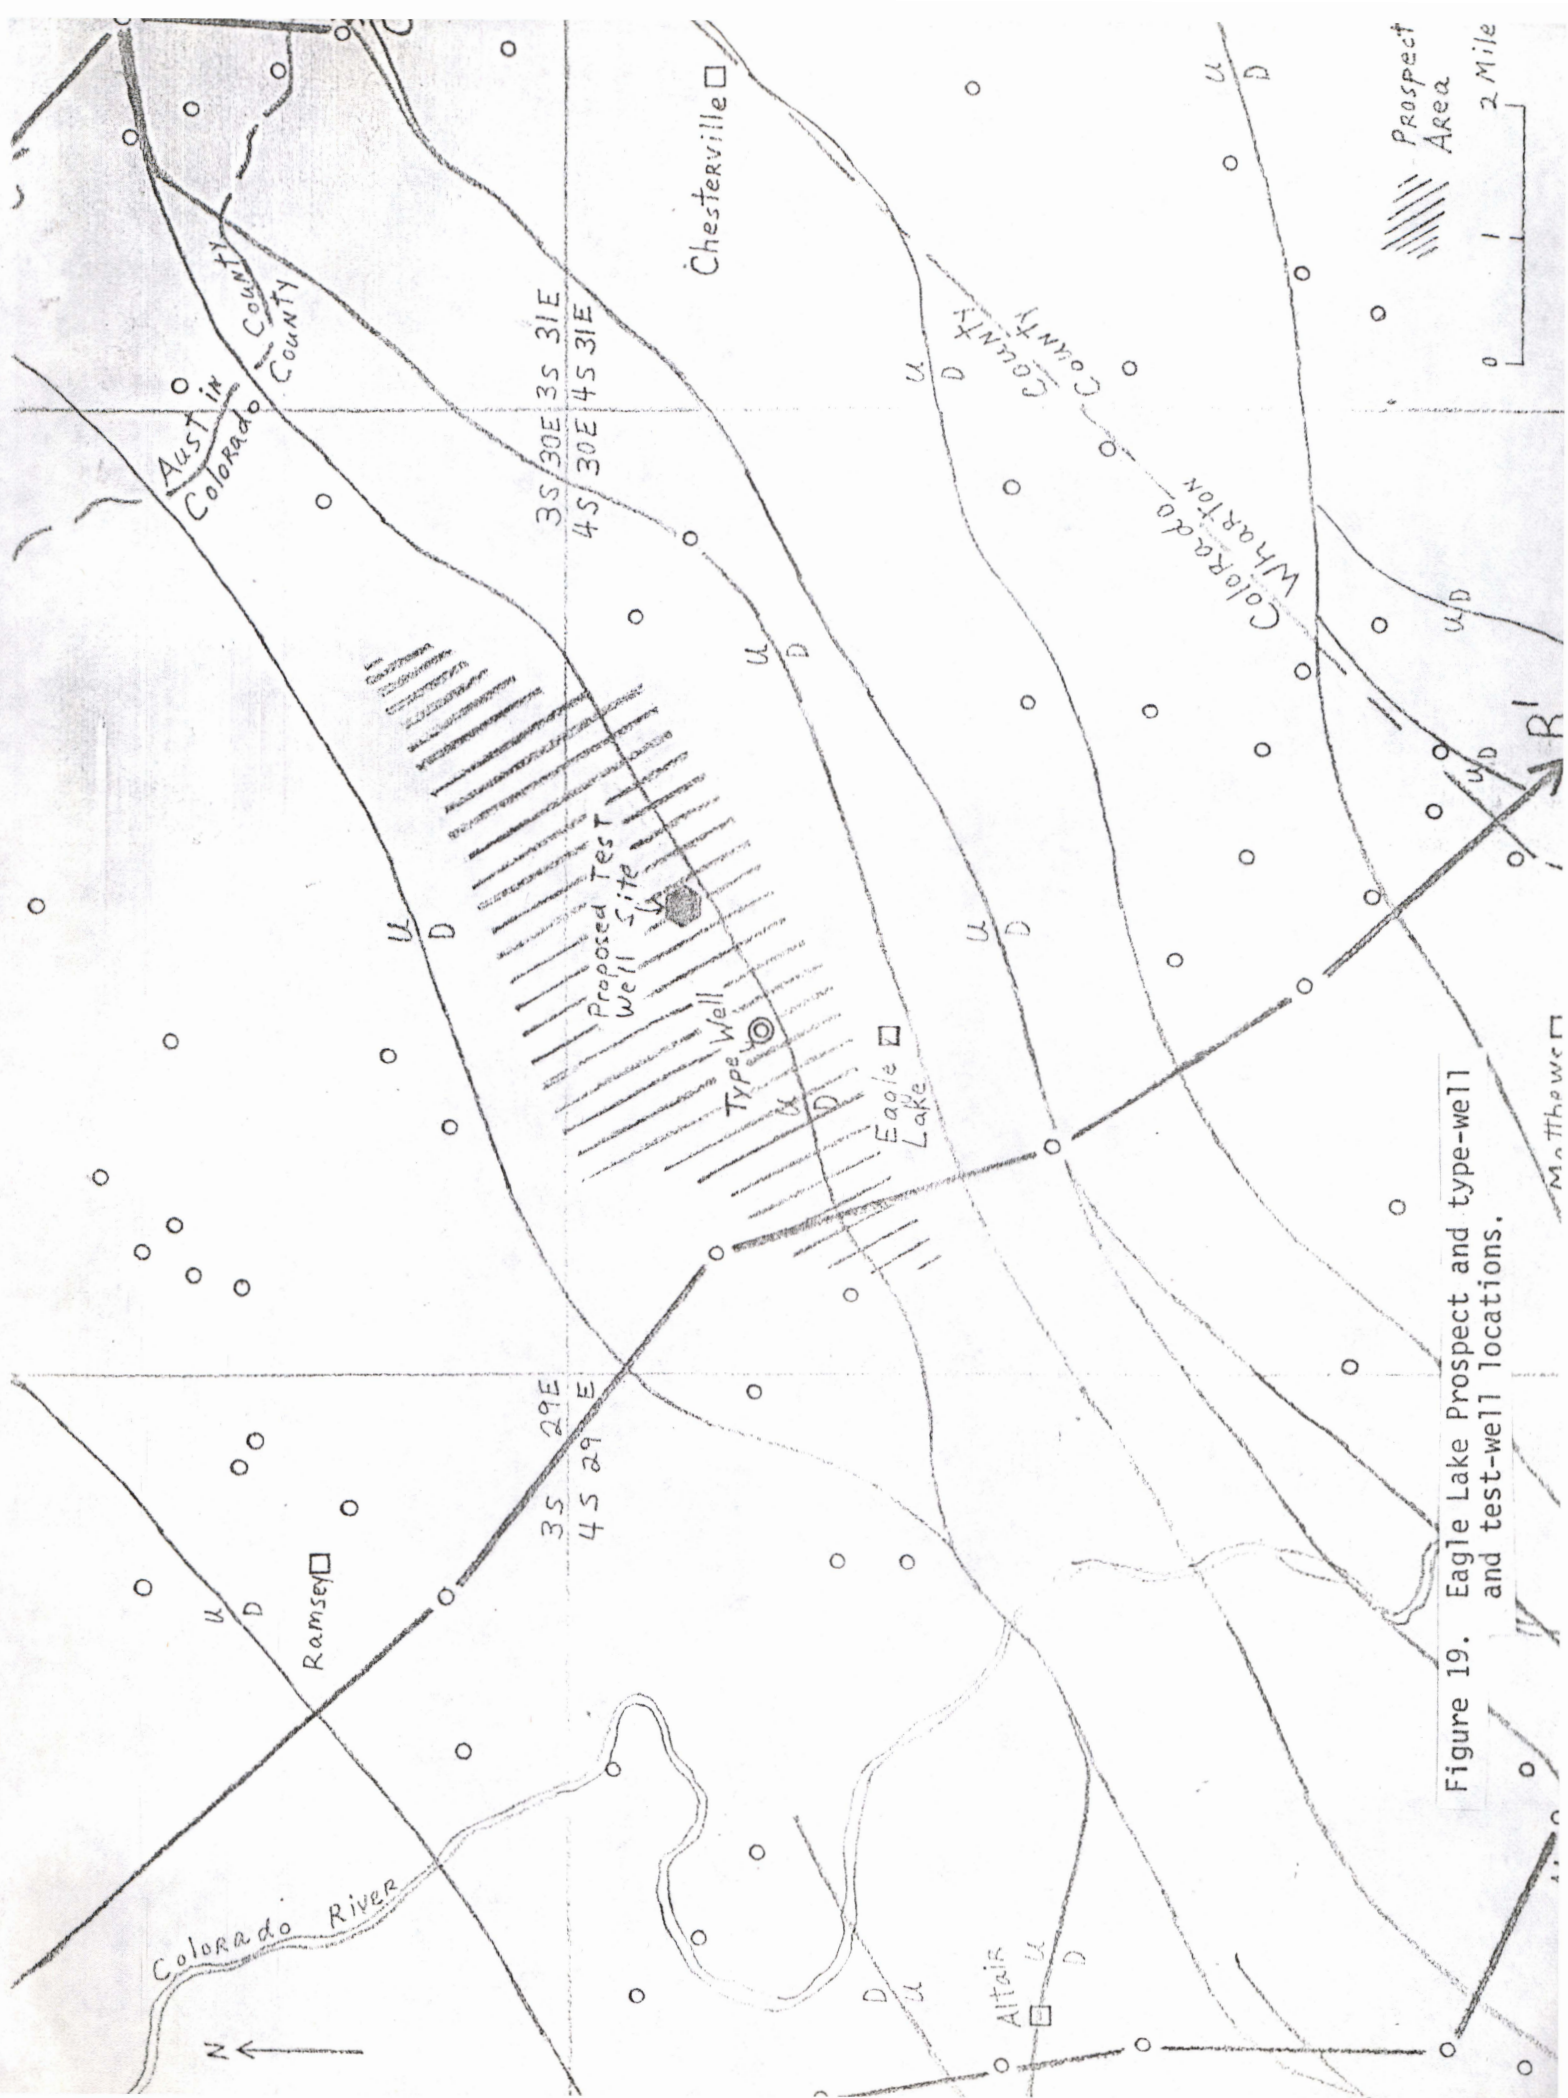 N
Colorado River
Ramsey
U
D
3S 29E
4S 29E
Altair
U
D
D
U
U
D
Austin County
Colorado County
3S 30E 3S 31E
4S 30E 4S 31E
Proposed Test
Well Site
Type Well
U
D
Eagle
Lake
U
D
U
D
Chesterville
U
D
Colorado County
Wharton County
U
D
U
D
U
D
R'
Prospect
Area
0 1 2 Mile
Figure 19. Eagle Lake Prospect and type-well
and test-well locations.